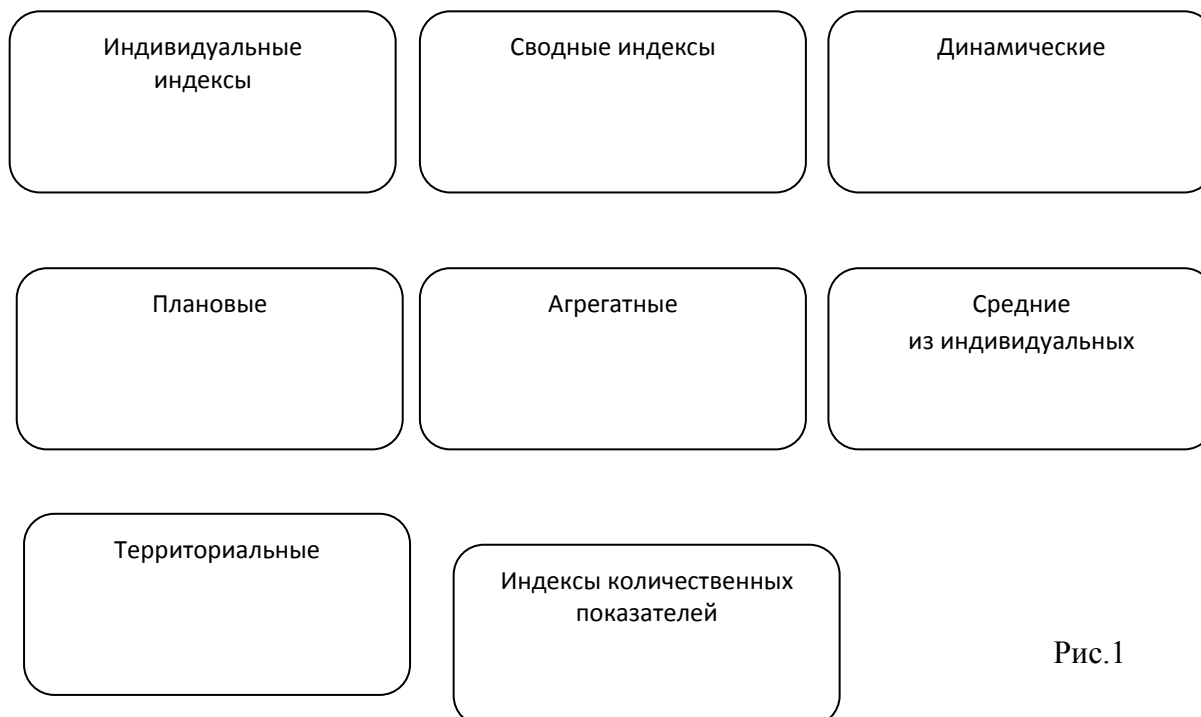 Индивидуальные
индексы
Сводные индексы
Динамические
Плановые
Агрегатные
Средние
из индивидуальных
Территориальные
Индексы количественных
показателей
Рис.1